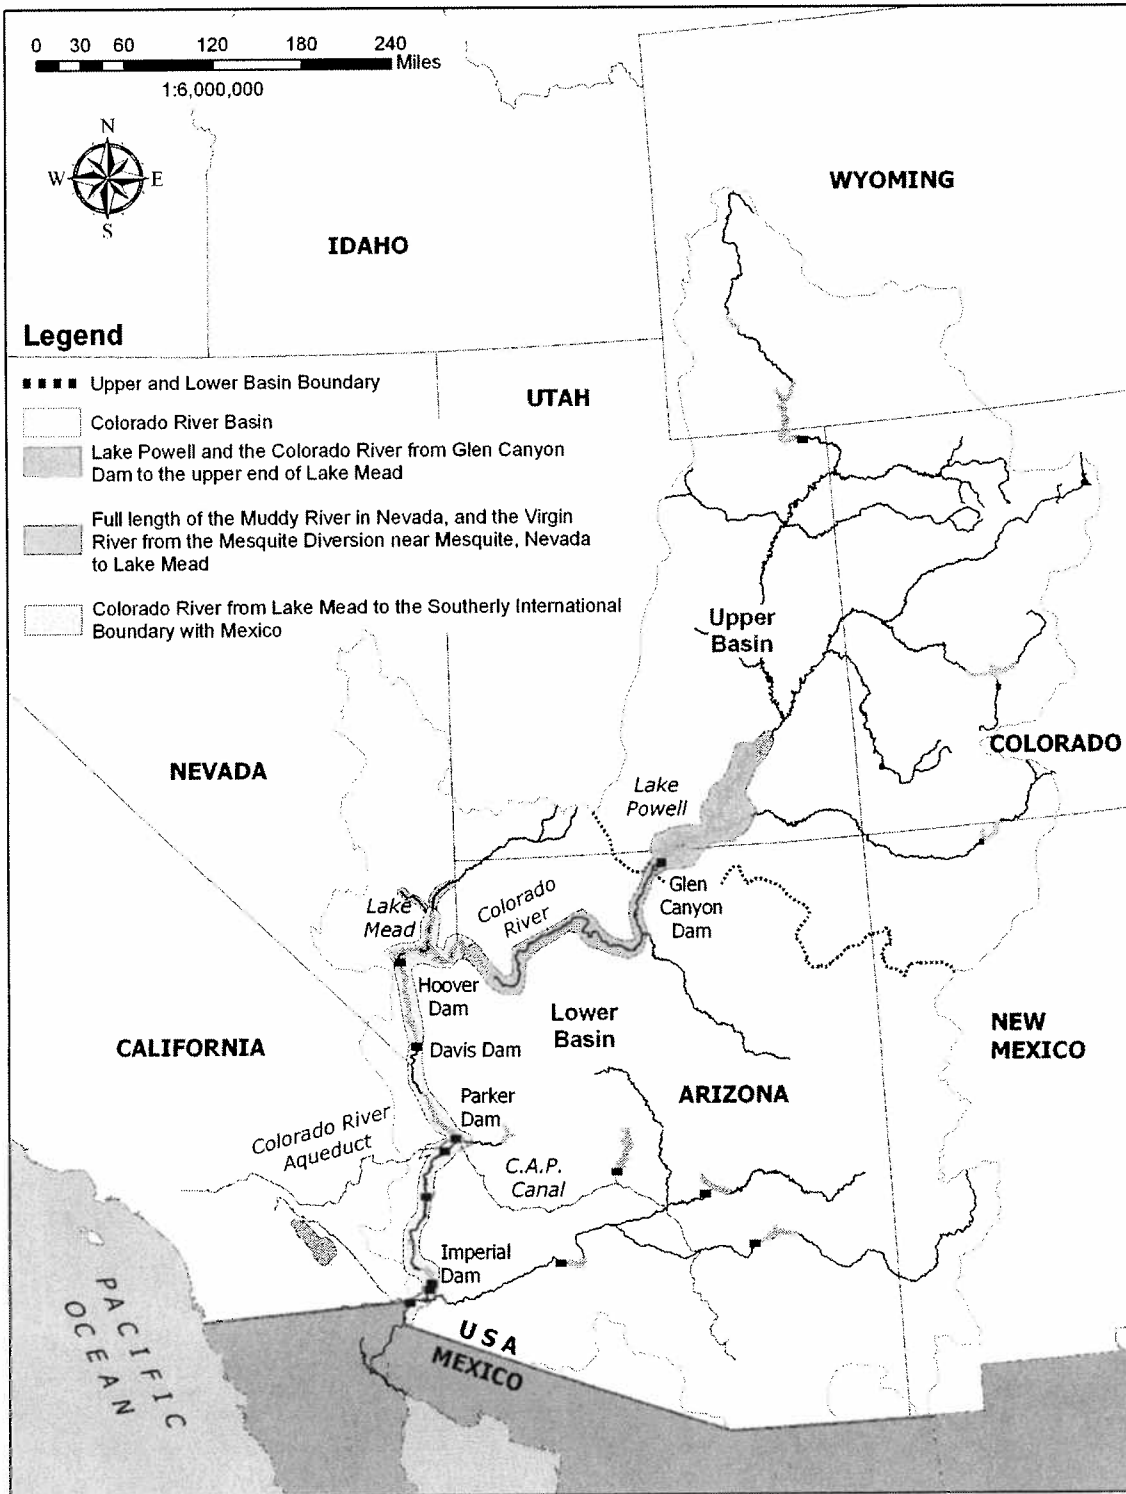 0 30 60 120 180 240
Miles
1:6,000,000
N
W E
S
WYOMING
IDAHO
Legend
Upper and Lower Basin Boundary
Colorado River Basin
Lake Powell and the Colorado River from Glen Canyon
Dam to the upper end of Lake Mead
Full length of the Muddy River in Nevada, and the Virgin
River from the Mesquite Diversion near Mesquite, Nevada
to Lake Mead
Colorado River from Lake Mead to the Southerly International
Boundary with Mexico
UTAH
Upper
Basin
NEVADA
COLORADO
Lake
Powell
Glen
Canyon
Dam
Colorado
River
Lake
Mead
Hoover
Dam
Lower
Basin
CALIFORNIA
Davis Dam
NEW
MEXICO
Parker
Dam
ARIZONA
Colorado River
Aqueduct
C.A.P.
Canal
Imperial
Dam
PACIFIC
OCEAN
USA
MEXICO